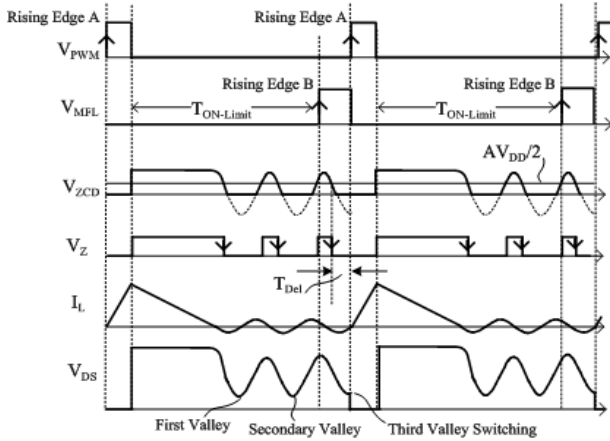 Rising Edge A
Rising Edge A
V_PWM
Rising Edge B
Rising Edge B
V_MFL
T_ON-Limit
T_ON-Limit
AV_DD/2
V_ZCD
V_Z
T_Del
I_L
V_DS
First Valley
Secondary Valley
Third Valley Switching